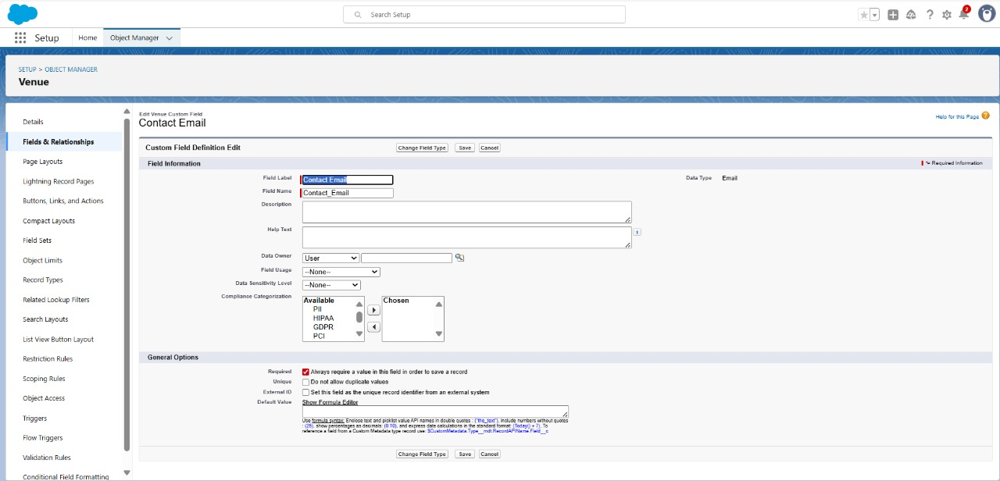 Search Setup
2
Setup
Home
Object Manager
SETUP > OBJECT MANAGER
Venue
Details
Fields & Relationships
Page Layouts
Lightning Record Pages
Buttons, Links, and Actions
Compact Layouts
Field Sets
Object Limits
Record Types
Related Lookup Filters
Search Layouts
List View Button Layout
Restriction Rules
Scoping Rules
Object Access
Triggers
Flow Triggers
Validation Rules
Conditional Field Formatting
Edit Venue Custom Field
Contact Email
Help for this Page ?
Custom Field Definition Edit
Change Field Type Save Cancel
Field Information
= Required Information
Field Label Contact Email
Data Type Email
Field Name Contact_Email
Description
Help Text
i
Data Owner User
Field Usage --None--
Data Sensitivity Level --None--
Compliance Categorization
Available
PII
HIPAA
GDPR
PCI
Chosen
General Options
Required Always require a value in this field in order to save a record
Unique Do not allow duplicate values
External ID Set this field as the unique record identifier from an external system
Default Value Show Formula Editor
Use formula syntax: Enclose text and picklist value API names in double quotes : ("the_text"), include numbers without quotes
: (25), show percentages as decimals: (0.10), and express date calculations in the standard format: (Today() + 7). To
reference a field from a Custom Metadata type record use: $CustomMetadata.Type__mdt.RecordAPIName.Field__c
Change Field Type Save Cancel